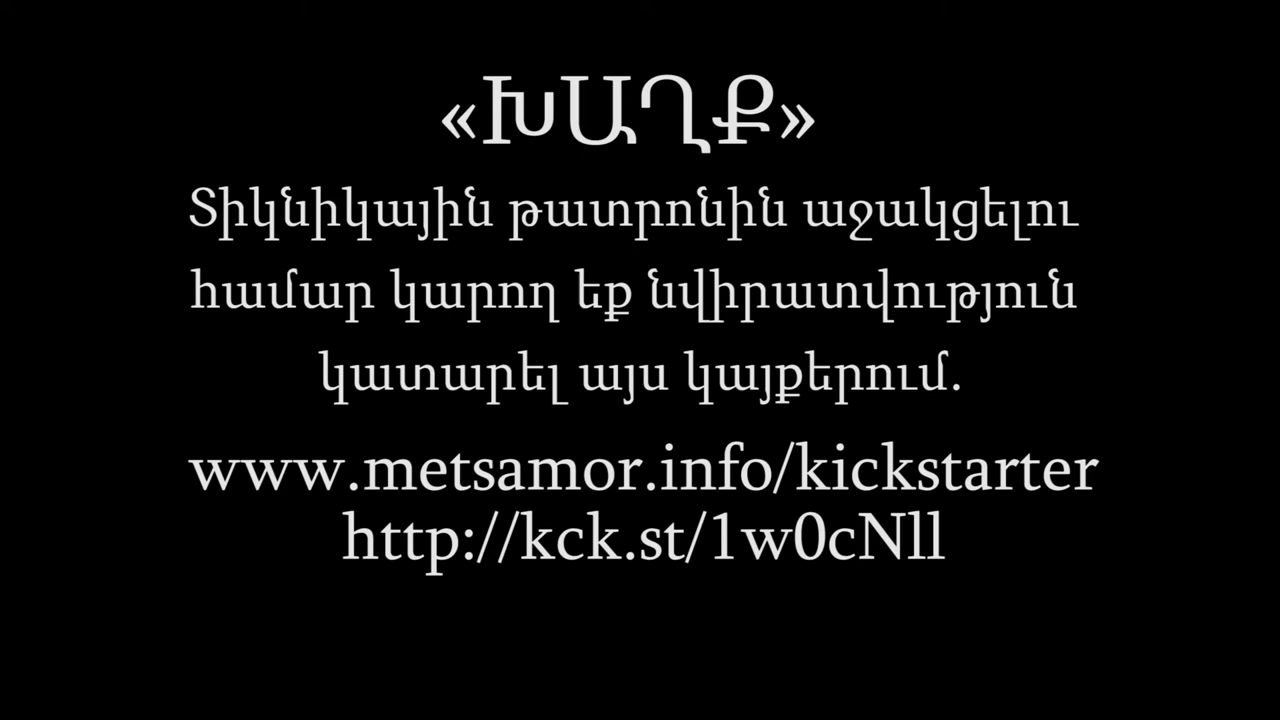 «ԽԱՂՔ»
Տիկնիկային թատրոնին աջակցելու
համար կարող եք նվիրատվություն
կատարել այս կայքերում.
www.metsamor.info/kickstarter
http://kck.st/1w0cNll